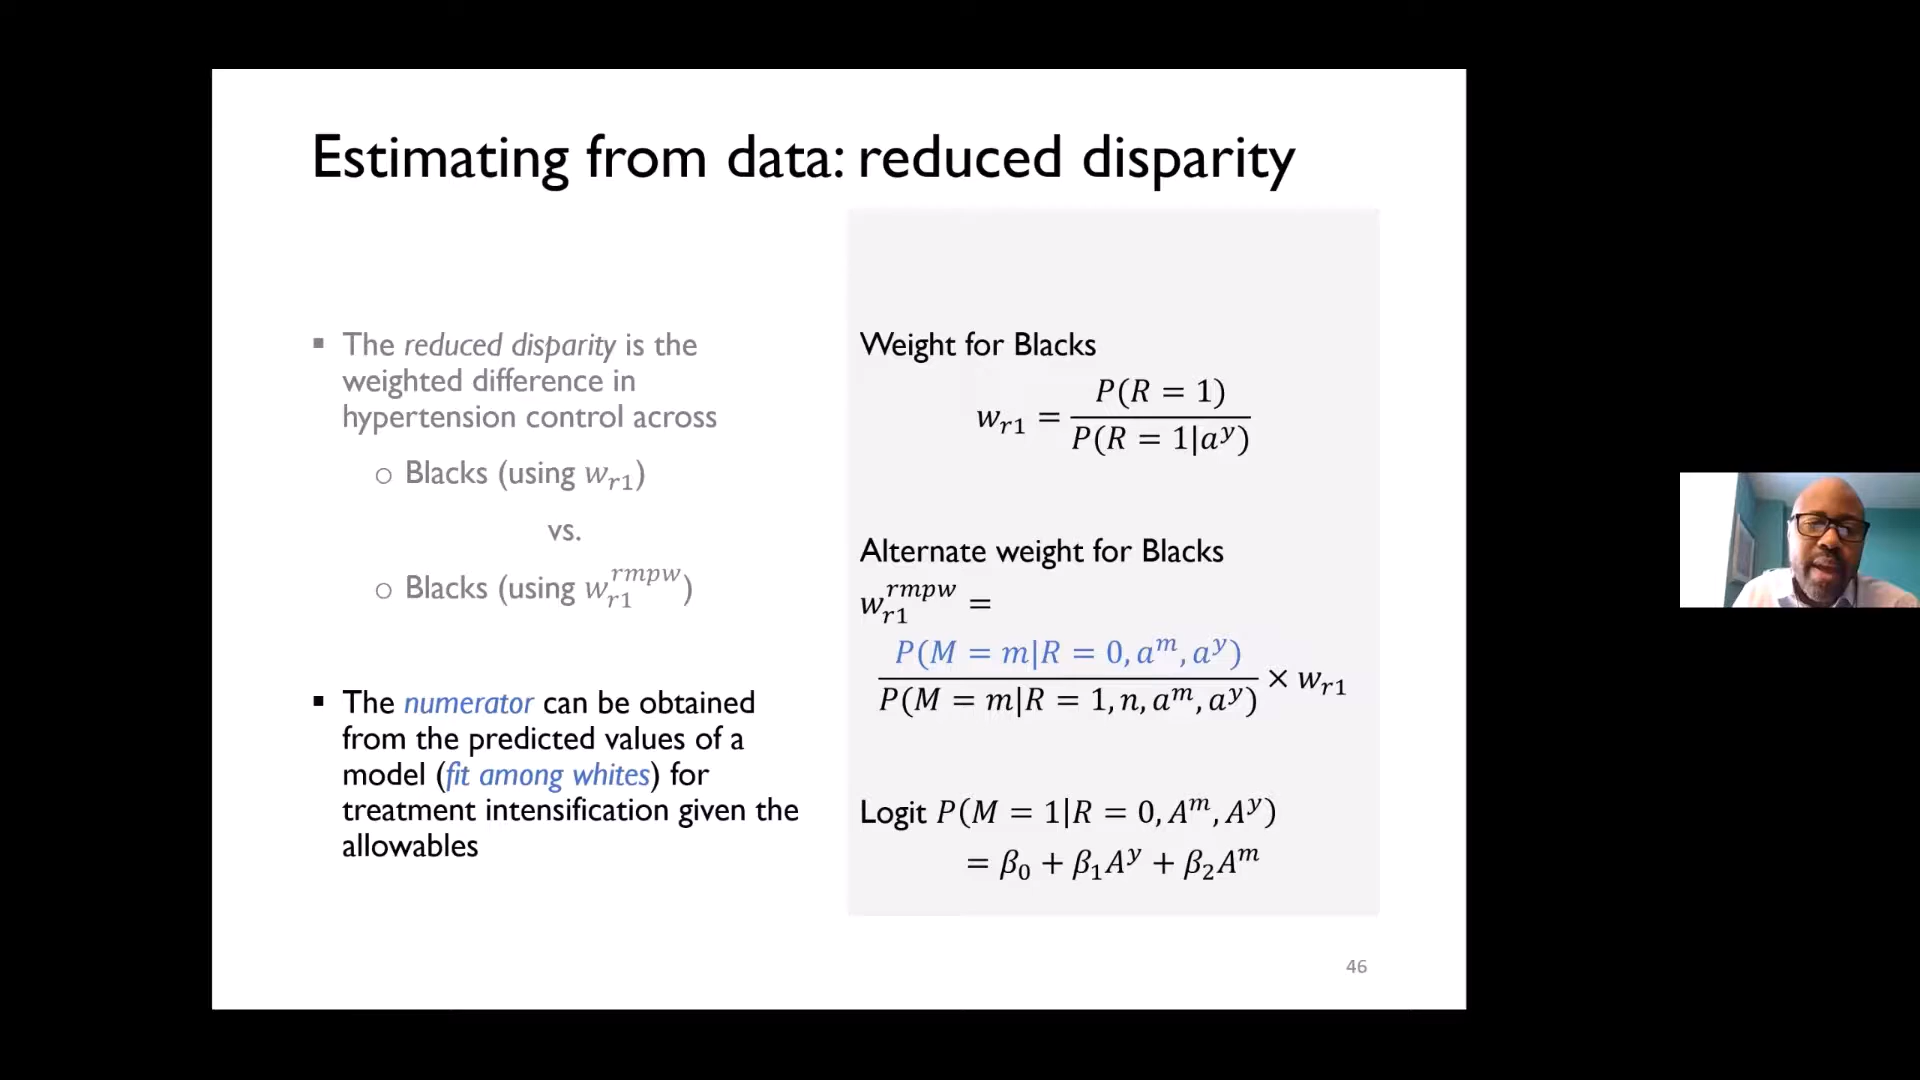 Estimating from data: reduced disparity
▪ The reduced disparity is the
weighted difference in
hypertension control across
○ Blacks (using w_{r1})
vs.
○ Blacks (using w_{r1}^{rmpw})
▪ The numerator can be obtained
from the predicted values of a
model (fit among whites) for
treatment intensification given the
allowables
Weight for Blacks
w_{r1} = \frac{P(R = 1)}{P(R = 1|a^y)}
Alternate weight for Blacks
w_{r1}^{rmpw} =
\frac{P(M = m|R = 0, a^m, a^y)}{P(M = m|R = 1, n, a^m, a^y)} × w_{r1}
Logit P(M = 1|R = 0, A^m, A^y)
= β_0 + β_1A^y + β_2A^m
46